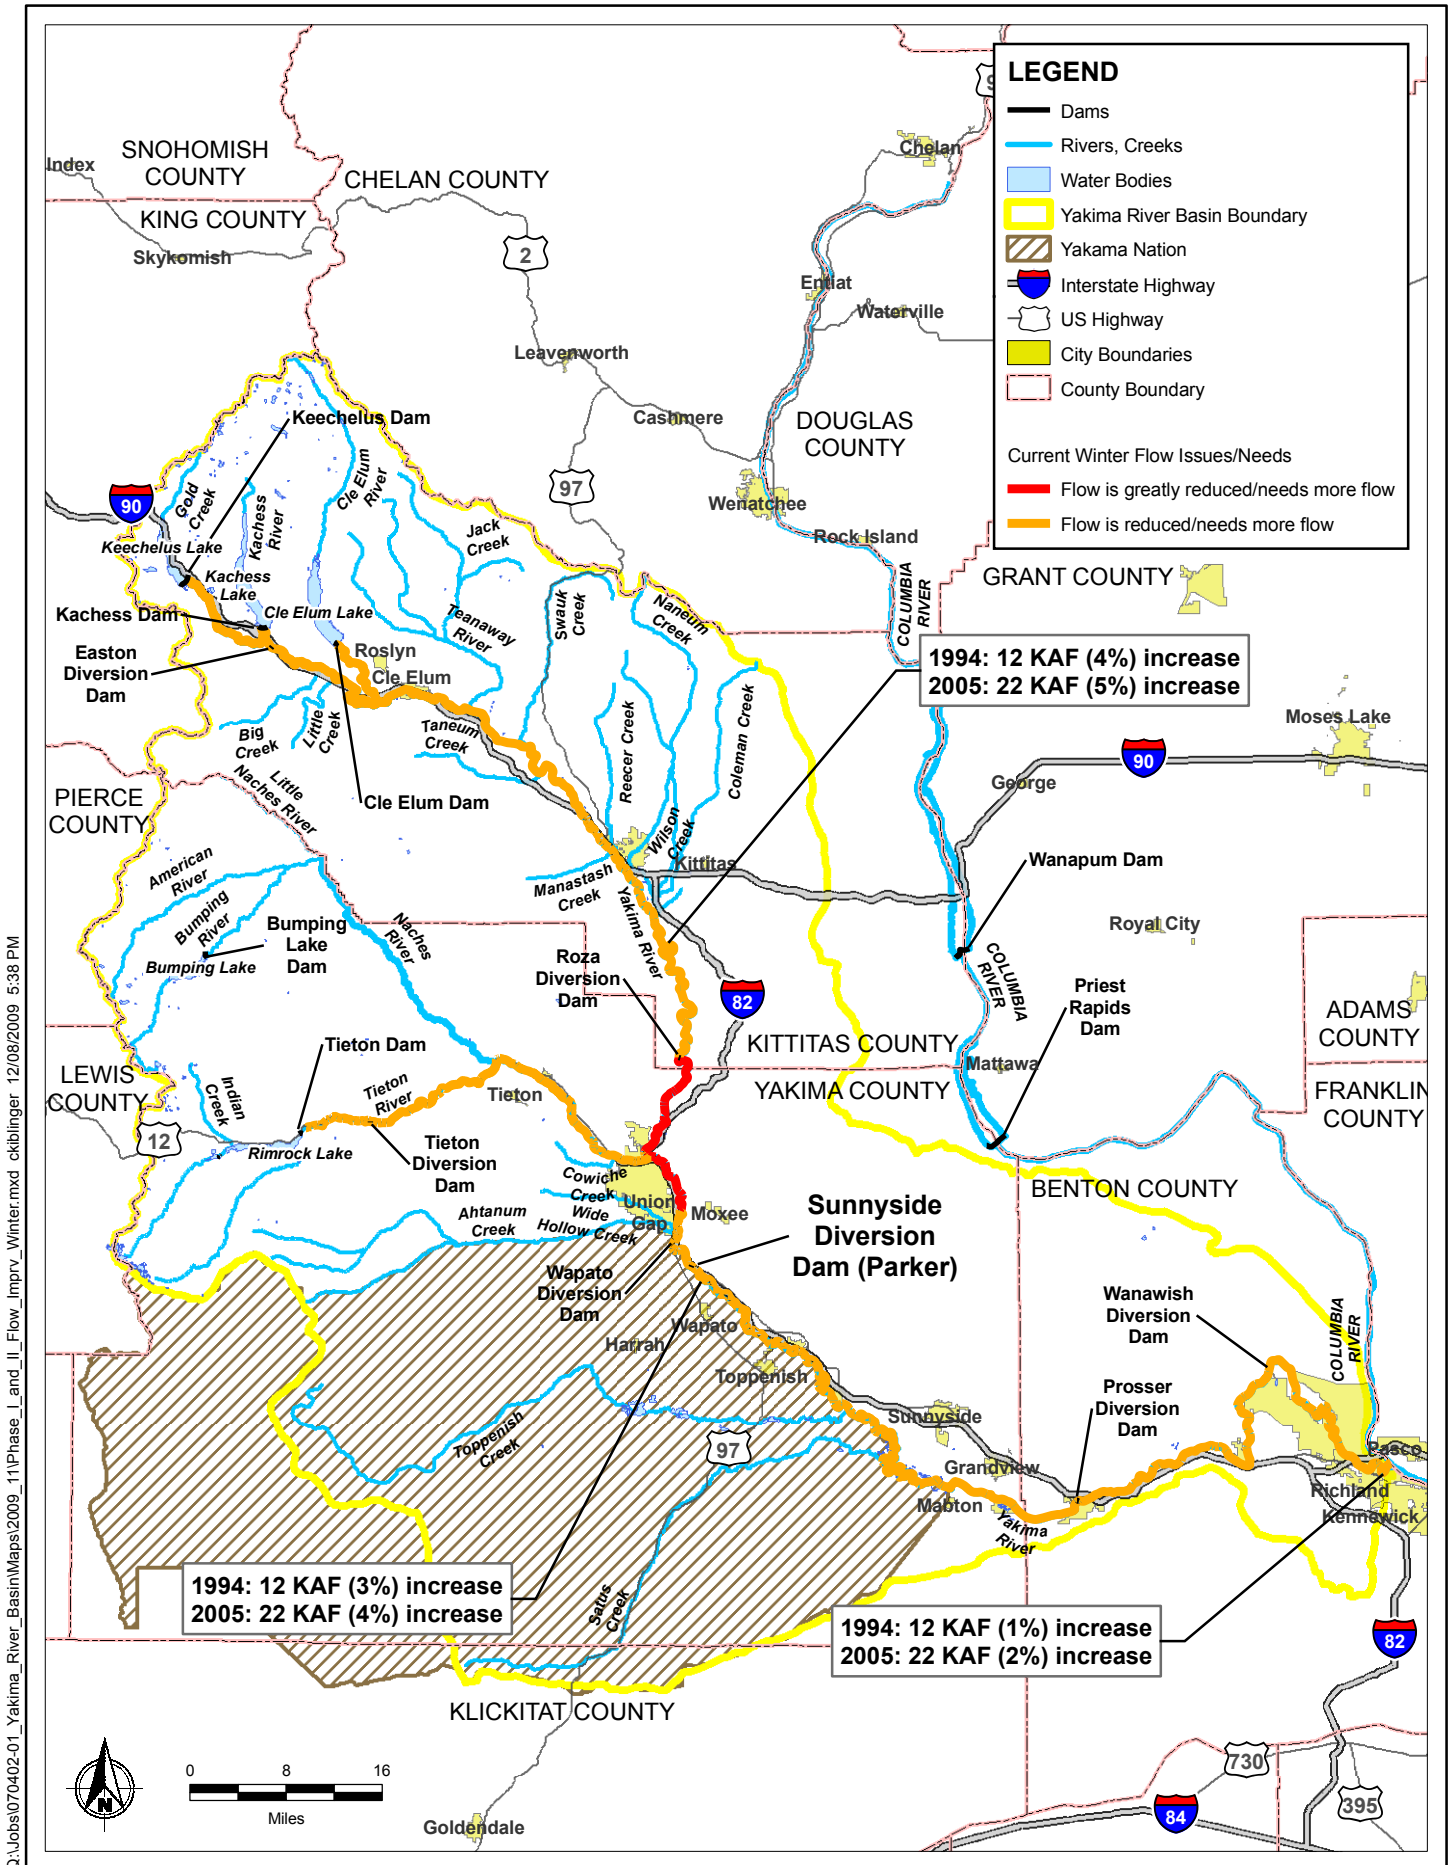 LEGEND
Dams
Rivers, Creeks
Water Bodies
Yakima River Basin Boundary
Yakama Nation
Interstate Highway
US Highway
City Boundaries
County Boundary
Current Winter Flow Issues/Needs
Flow is greatly reduced/needs more flow
Flow is reduced/needs more flow
Index
SNOHOMISH
COUNTY
CHELAN COUNTY
KING COUNTY
Skykomish
2
Chelan
Entiat
Waterville
Leavenworth
Cashmere
DOUGLAS
COUNTY
97
Wenatchee
Rock Island
COLUMBIA
RIVER
GRANT COUNTY
Keechelus Dam
90
Gold
Creek
Kachess
River
Cle Elum
River
Jack
Creek
Keechelus Lake
Kachess
Lake
Cle Elum Lake
Kachess Dam
Easton
Diversion
Dam
Roslyn
Cle Elum
Teanaway
River
Swauk
Creek
Naneum
Creek
1994: 12 KAF (4%) increase
2005: 22 KAF (5%) increase
Moses Lake
Big
Creek
Little
Creek
Taneum
Creek
Reecer Creek
Coleman Creek
Cle Elum Dam
George
90
PIERCE
COUNTY
Little
Naches River
Wilson
Creek
Kittitas
Wanapum Dam
American
River
Bumping
River
Manastash
Creek
Yakima River
Bumping
Lake
Dam
Bumping Lake
Naches
River
Roza
Diversion
Dam
82
COLUMBIA
RIVER
Royal City
Priest
Rapids
Dam
ADAMS
COUNTY
KITTITAS COUNTY
Mattawa
YAKIMA COUNTY
FRANKLIN
COUNTY
LEWIS
COUNTY
Tieton Dam
Tieton
River
Tieton
Indian
Creek
12
Rimrock Lake
Tieton
Diversion
Dam
Cowiche
Creek
Wide
Hollow Creek
Ahtanum
Creek
Union
Gap
Moxee
BENTON COUNTY
Sunnyside
Diversion
Dam (Parker)
Wapato
Diversion
Dam
Wapato
Harrah
Toppenish
Wanawish
Diversion
Dam
COLUMBIA
RIVER
Prosser
Diversion
Dam
Sunnyside
Toppenish
Creek
97
Grandview
Mabton
Yakima
River
Pasco
Richland
Kennewick
1994: 12 KAF (3%) increase
2005: 22 KAF (4%) increase
Satus
Creek
1994: 12 KAF (1%) increase
2005: 22 KAF (2%) increase
82
KLICKITAT COUNTY
N
0 8 16
Miles
Goldendale
730
395
84
Q:\Jobs\070402-01_Yakima_River_Basin\Maps\2009_11\Phase_I_and_II_Flow_Imprv_Winter.mxd ckiblinger 12/08/2009 5:38 PM